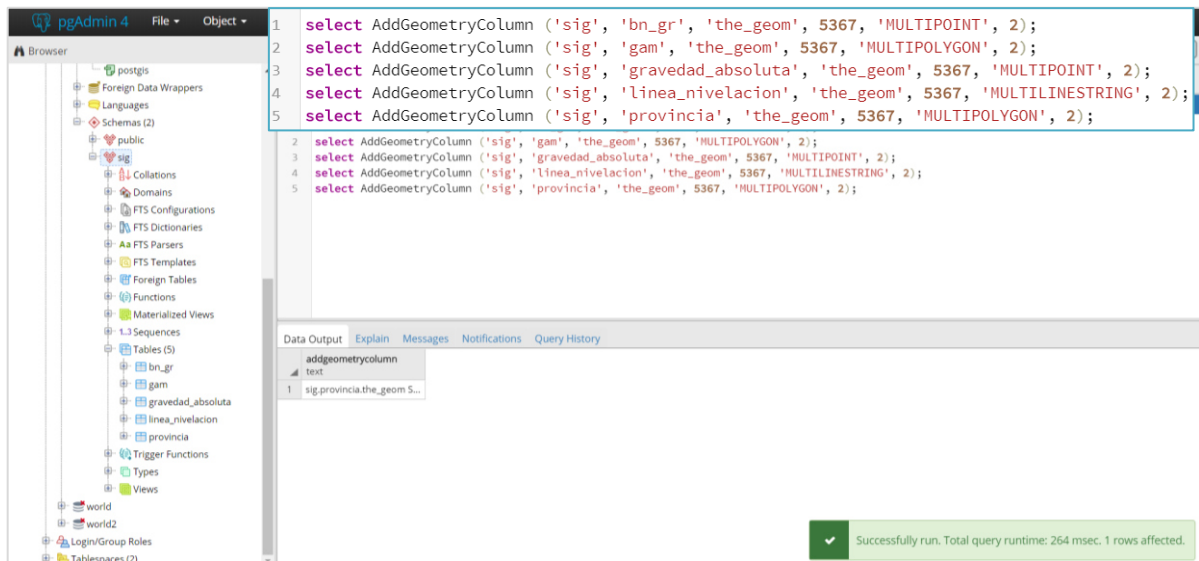 pgAdmin 4 File Object
Browser
postgis
Foreign Data Wrappers
Languages
Schemas (2)
public
sig
Collations
Domains
FTS Configurations
FTS Dictionaries
Aa FTS Parsers
FTS Templates
Foreign Tables
Functions
Materialized Views
1..3 Sequences
Tables (5)
bn_gr
gam
gravedad_absoluta
linea_nivelacion
provincia
Trigger Functions
Types
Views
world
world2
Login/Group Roles
Tablespaces (2)
1 select AddGeometryColumn ('sig', 'bn_gr', 'the_geom', 5367, 'MULTIPOINT', 2);
2 select AddGeometryColumn ('sig', 'gam', 'the_geom', 5367, 'MULTIPOLYGON', 2);
3 select AddGeometryColumn ('sig', 'gravedad_absoluta', 'the_geom', 5367, 'MULTIPOINT', 2);
4 select AddGeometryColumn ('sig', 'linea_nivelacion', 'the_geom', 5367, 'MULTILINESTRING', 2);
5 select AddGeometryColumn ('sig', 'provincia', 'the_geom', 5367, 'MULTIPOLYGON', 2);
2 select AddGeometryColumn ('sig', 'gam', 'the_geom', 5367, 'MULTIPOLYGON', 2);
3 select AddGeometryColumn ('sig', 'gravedad_absoluta', 'the_geom', 5367, 'MULTIPOINT', 2);
4 select AddGeometryColumn ('sig', 'linea_nivelacion', 'the_geom', 5367, 'MULTILINESTRING', 2);
5 select AddGeometryColumn ('sig', 'provincia', 'the_geom', 5367, 'MULTIPOLYGON', 2);
Data Output Explain Messages Notifications Query History
addgeometrycolumn
text
1 sig.provincia.the_geom S...
Successfully run. Total query runtime: 264 msec. 1 rows affected.